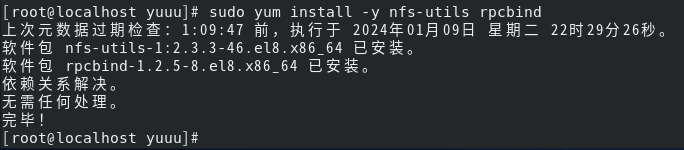 [root@localhost yuuu]# sudo yum install -y nfs-utils rpcbind
上次元数据过期检查：1:09:47 前，执行于 2024年01月09日 星期二 22时29分26秒。
软件包 nfs-utils-1:2.3.3-46.el8.x86_64 已安装。
软件包 rpcbind-1.2.5-8.el8.x86_64 已安装。
依赖关系解决。
无需任何处理。
完毕！
[root@localhost yuuu]#